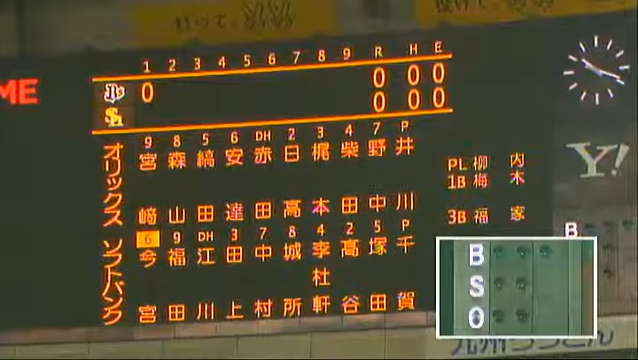 1 2 3 4 5 6 7 8 9 R H E
0 0 0 0
0 0 0
9 8 5 6 DH 2 3 4 7 P
オリックス 宮﨑 森山 縞田 安達 赤田 日高 梶本 柴田 野中 井川
6 9 DH 3 7 8 4 2 5 P
ソフトバンク 今宮 福田 江川 田上 中村 城所 李杜軒 髙谷 塚田 千賀
PL 柳内
1B 梅木
3B 福家
ME
Y!
B
B
S
O